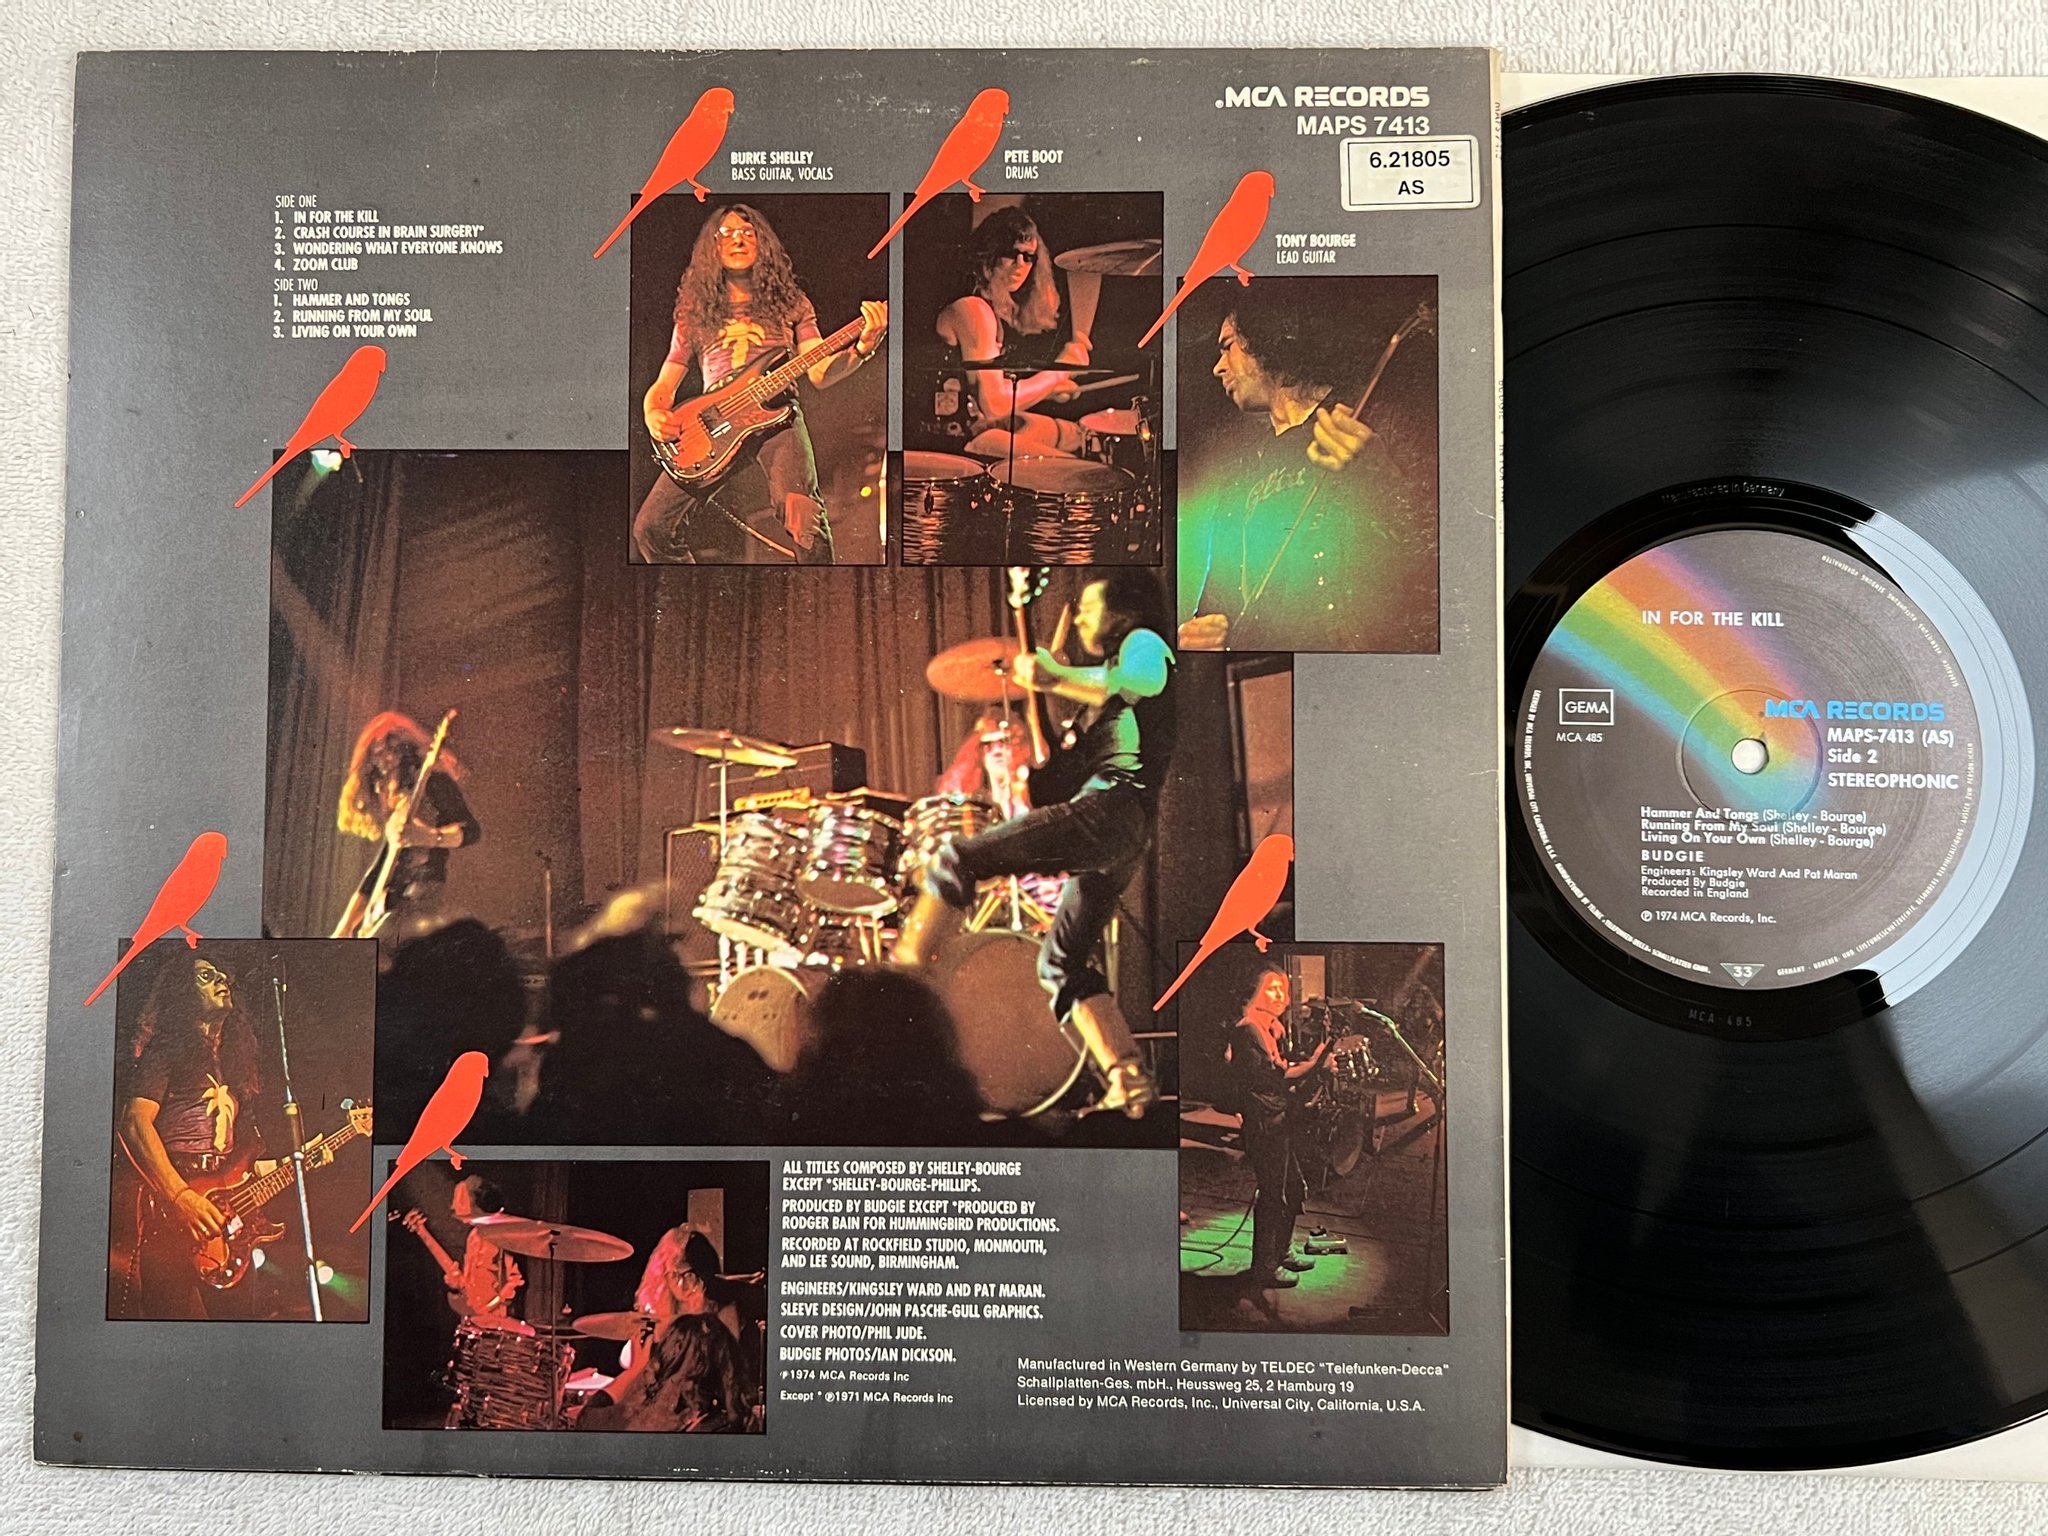 MCA RECORDS
MAPS 7413
6.21805
AS
SIDE ONE
1. IN FOR THE KILL
2. CRASH COURSE IN BRAIN SURGERY*
3. WONDERING WHAT EVERYONE KNOWS
4. ZOOM CLUB
SIDE TWO
1. HAMMER AND TONGS
2. RUNNING FROM MY SOUL
3. LIVING ON YOUR OWN
BURKE SHELLEY
BASS GUITAR, VOCALS
PETE BOOT
DRUMS
TONY BOURGE
LEAD GUITAR
ALL TITLES COMPOSED BY SHELLEY-BOURGE
EXCEPT *SHELLEY-BOURGE-PHILLIPS.
PRODUCED BY BUDGIE EXCEPT *PRODUCED BY
RODGER BAIN FOR HUMMINGBIRD PRODUCTIONS.
RECORDED AT ROCKFIELD STUDIO, MONMOUTH,
AND LEE SOUND, BIRMINGHAM.
ENGINEERS/KINGSLEY WARD AND PAT MARAN.
SLEEVE DESIGN/JOHN PASCHE-GULL GRAPHICS.
COVER PHOTO/PHIL JUDE.
BUDGIE PHOTOS/IAN DICKSON.
℗ 1974 MCA Records Inc
Except * ℗ 1971 MCA Records Inc
Manufactured in Western Germany by TELDEC "Telefunken-Decca"
Schallplatten-Ges. mbH., Heussweg 25, 2 Hamburg 19
Licensed by MCA Records, Inc., Universal City, California, U.S.A.
Manufactured in Germany
IN FOR THE KILL
GEMA
MCA 485
MCA RECORDS
MAPS-7413 (AS)
Side 2
STEREOPHONIC
Hammer And Tongs (Shelley - Bourge)
Running From My Soul (Shelley - Bourge)
Living On Your Own (Shelley - Bourge)
BUDGIE
Engineers: Kingsley Ward And Pat Maran
Produced By Budgie
Recorded in England
℗ 1974 MCA Records, Inc.
33
MCA-485